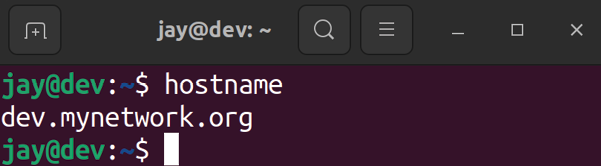 jay@dev: ~
jay@dev:~$ hostname
dev.mynetwork.org
jay@dev:~$